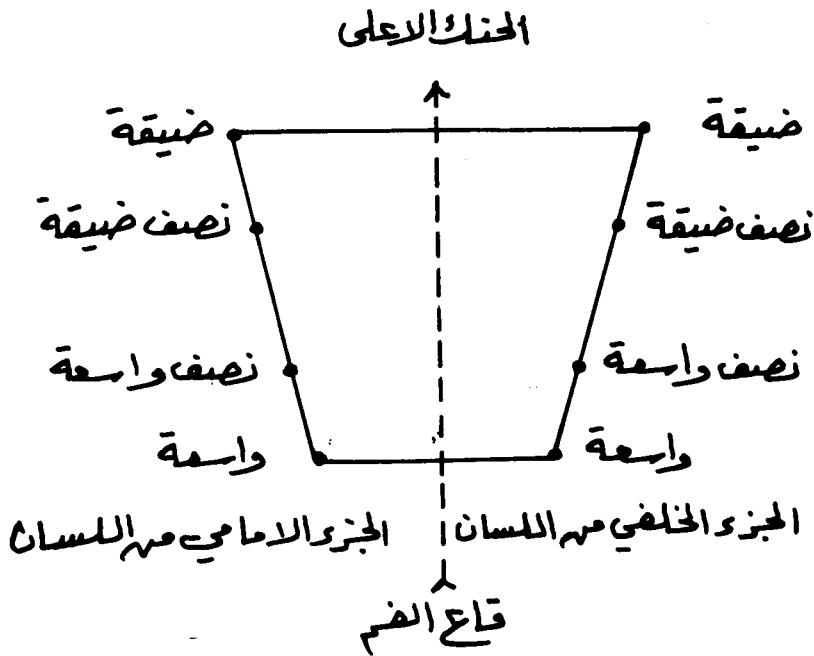 الحنك الاعلى
ضيقة ضيقة
نصف ضيقة نصف ضيقة
نصف واسعة نصف واسعة
واسعة واسعة
الجزء الخلفي من اللسان الجزء الامامي من اللسان
قاع الفم